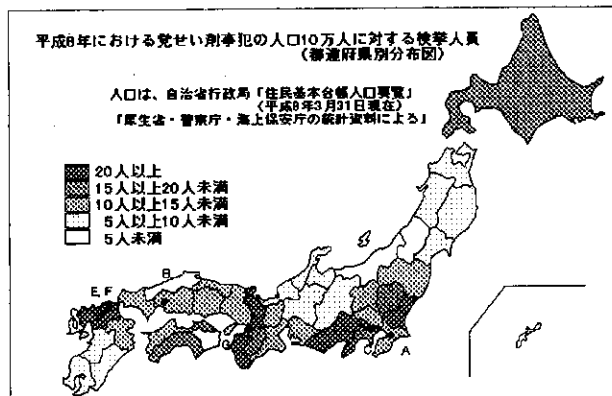 平成8年における覚せい剤事犯の人口10万人に対する検挙人員
(都道府県別分布図)
人口は、自治省行政局「住民基本台帳人口要覧」
(平成8年3月31日現在)
「厚生省・警察庁・海上保安庁の統計資料による」
20人以上
15人以上20人未満
10人以上15人未満
5人以上10人未満
5人未満
B
E, F
A